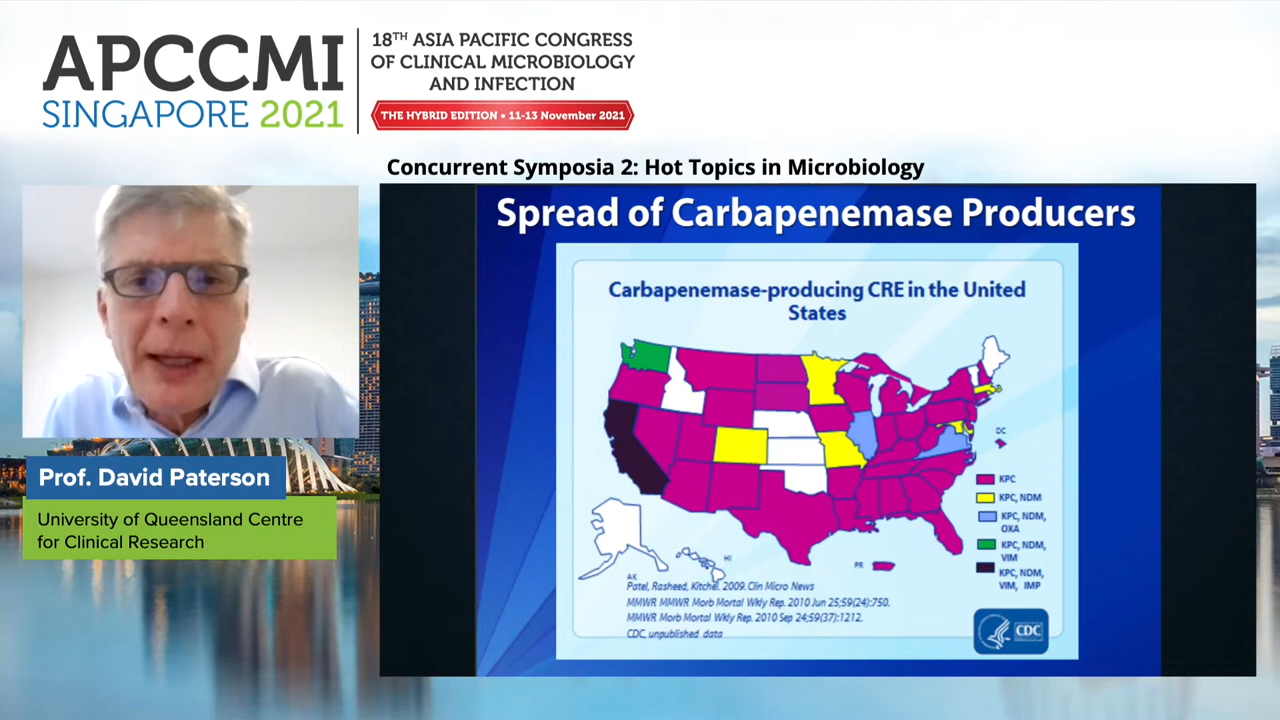 APCCMI
SINGAPORE 2021
18TH ASIA PACIFIC CONGRESS
OF CLINICAL MICROBIOLOGY
AND INFECTION
THE HYBRID EDITION • 11-13 November 2021
Concurrent Symposia 2: Hot Topics in Microbiology
Spread of Carbapenemase Producers
Carbapenemase-producing CRE in the United
States
DC
KPC
KPC, NDM
KPC, NDM,
OXA
KPC, NDM,
VIM
KPC, NDM,
VIM, IMP
AK
HI
PR
Patel, Rasheed, Kitchel. 2009. Clin Micro News
MMWR MMWR Morb Mortal Wkly Rep. 2010 Jun 25;59(24):750.
MMWR Morb Mortal Wkly Rep. 2010 Sep 24;59(37):1212.
CDC, unpublished data
CDC
Prof. David Paterson
University of Queensland Centre
for Clinical Research